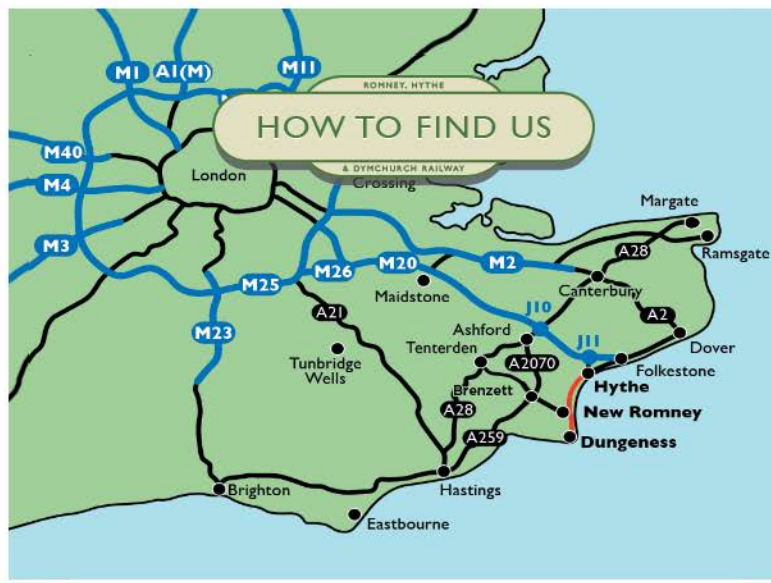 M1
A1(M)
M11
ROMNEY, HYTHE
HOW TO FIND US
& DYMCHURCH RAILWAY
Crossing
M40
London
M4
Margate
M3
Ramsgate
A28
M2
M20
M26
M25
Maidstone
Canterbury
J10
A2
A21
M23
Ashford
J11
Dover
Tenterden
Folkestone
Tunbridge
Wells
A2070
Hythe
Brenzett
A28
New Romney
A259
Dungeness
Brighton
Hastings
Eastbourne